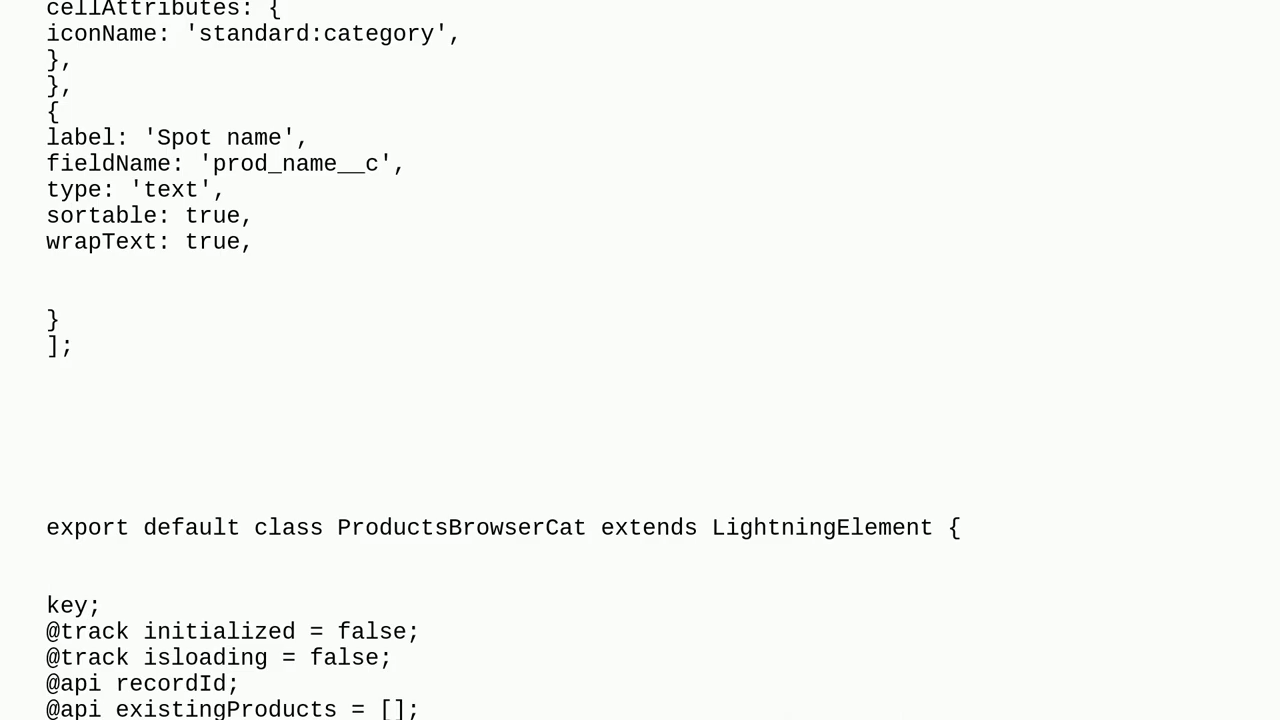 cellAttributes: {
iconName: 'standard:category',
},
},
{
label: 'Spot name',
fieldName: 'prod_name__c',
type: 'text',
sortable: true,
wrapText: true,
}
];
export default class ProductsBrowserCat extends LightningElement {
key;
@track initialized = false;
@track isloading = false;
@api recordId;
@api existingProducts = [];